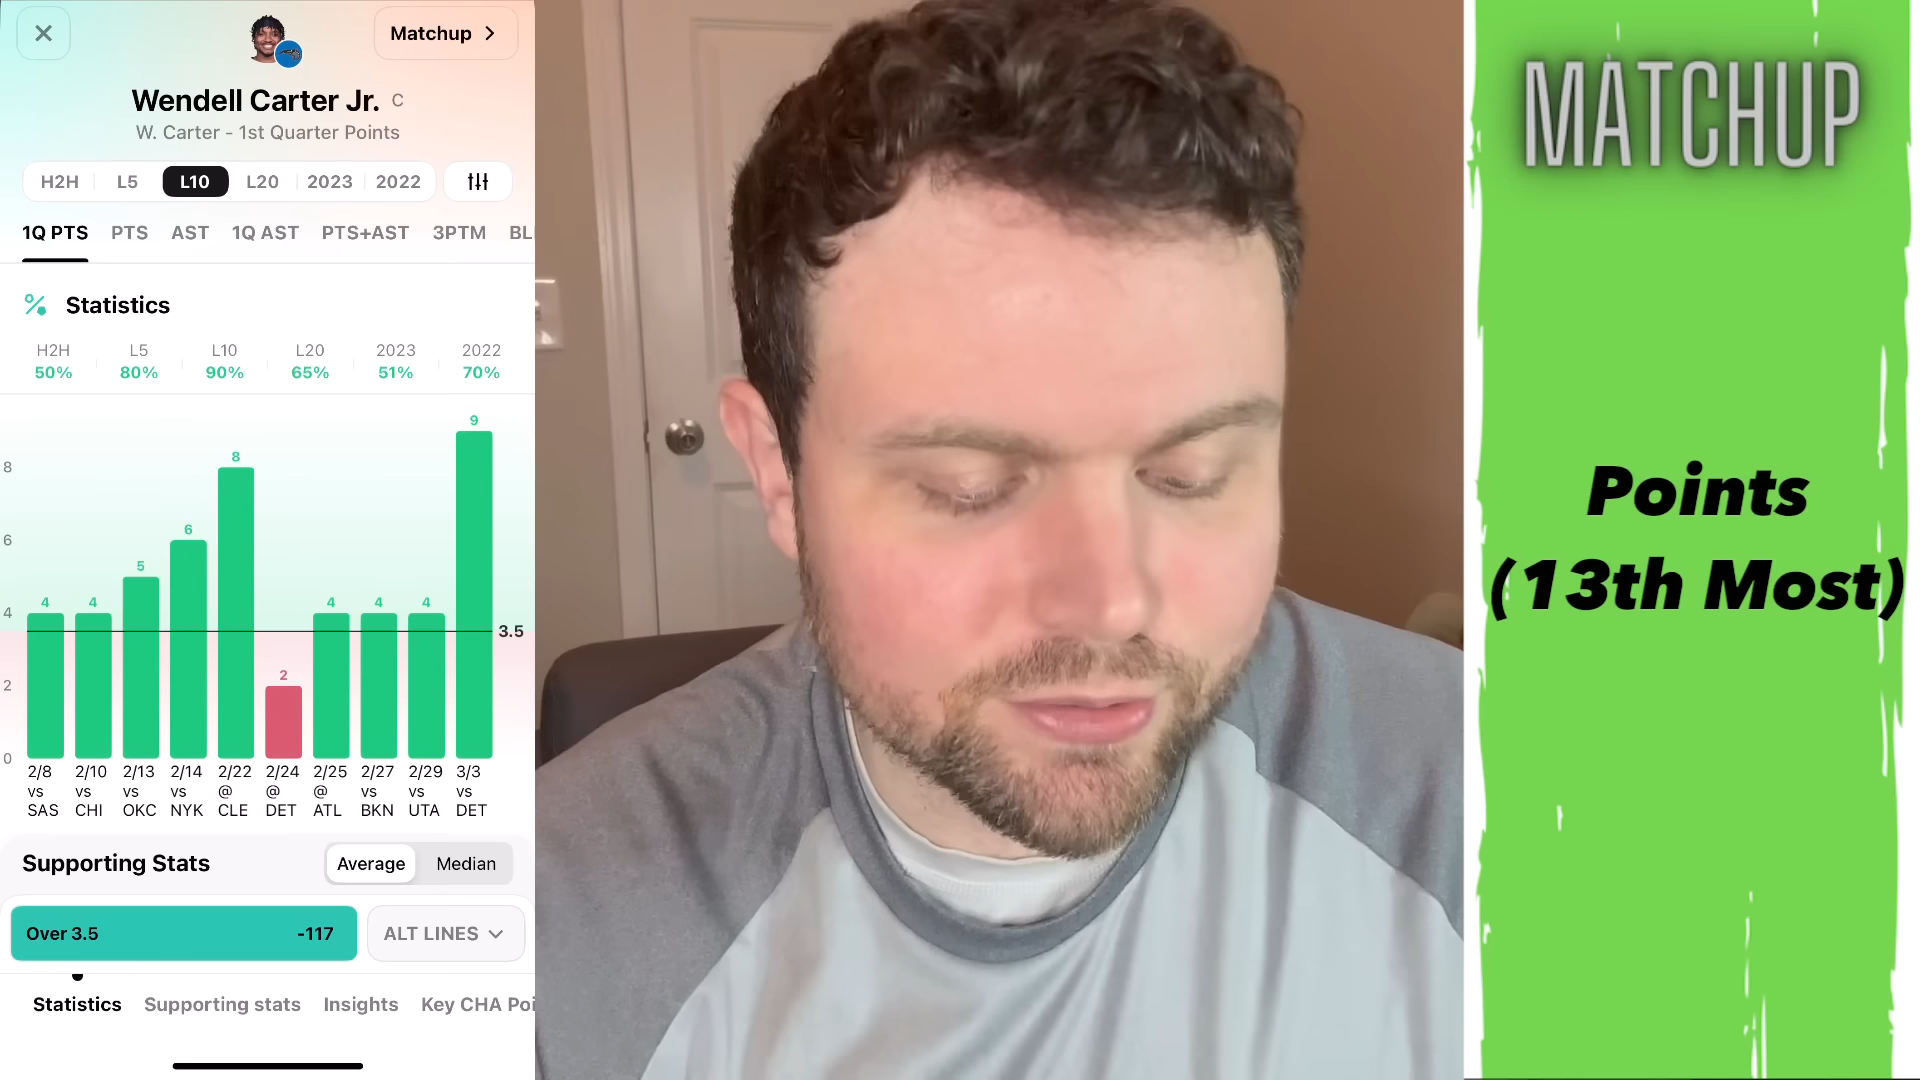 Matchup
Wendell Carter Jr. C
W. Carter - 1st Quarter Points
H2H L5 L10 L20 2023 2022
1Q PTS PTS AST 1Q AST PTS+AST 3PTM BL
Statistics
H2H L5 L10 L20 2023 2022
50% 80% 90% 65% 51% 70%
9
8
8
6
6
5
4 4 4 4 4
4
3.5
2
2
0
2/8 2/10 2/13 2/14 2/22 2/24 2/25 2/27 2/29 3/3
vs vs vs vs @ @ @ vs vs vs
SAS CHI OKC NYK CLE DET ATL BKN UTA DET
Supporting Stats Average Median
Over 3.5 -117 ALT LINES
Statistics Supporting stats Insights Key CHA Poi
MATCHUP
Points
(13th Most)